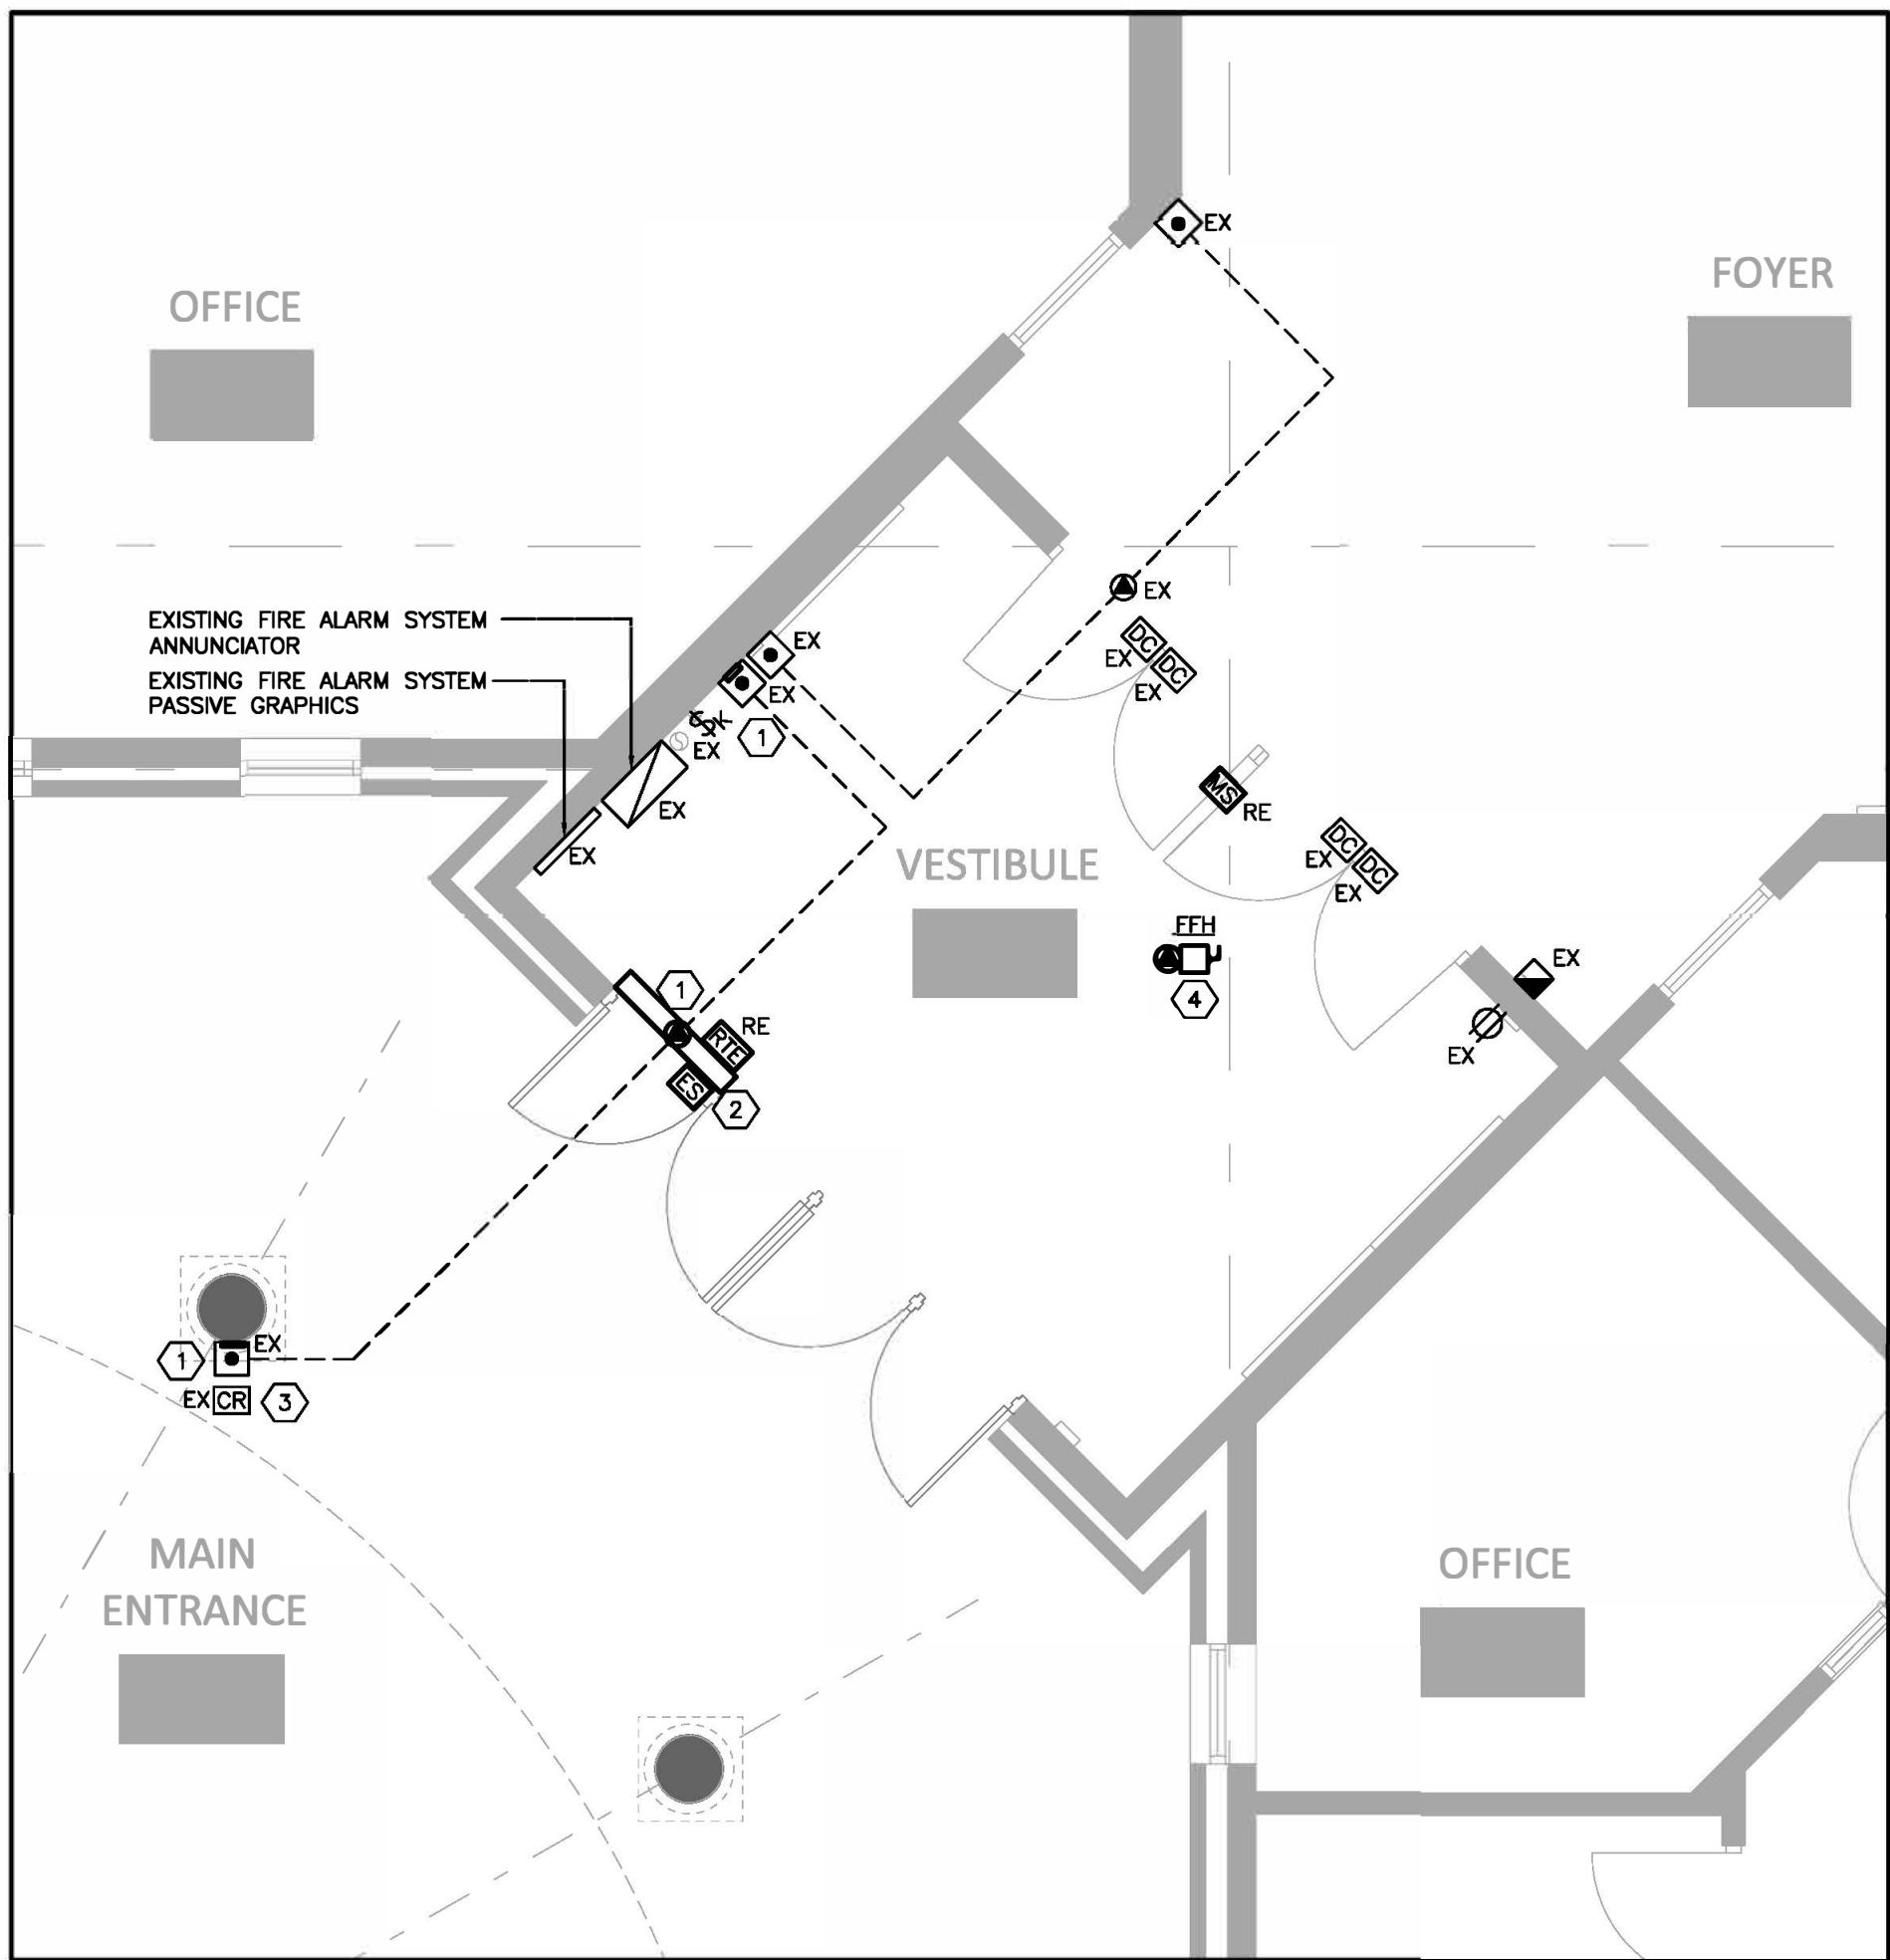 EX
FOYER
OFFICE
EX
DC
EX
DC
EX
EXISTING FIRE ALARM SYSTEM
ANNUNCIATOR
EX
EXISTING FIRE ALARM SYSTEM
PASSIVE GRAPHICS
EX
1
EX
MS
RE
EX
DC
EX
DC
EX
EX
VESTIBULE
FFH
4
EX
EX
1
RE
RTE
ES
2
EX
1
EX
CR
3
MAIN
ENTRANCE
OFFICE